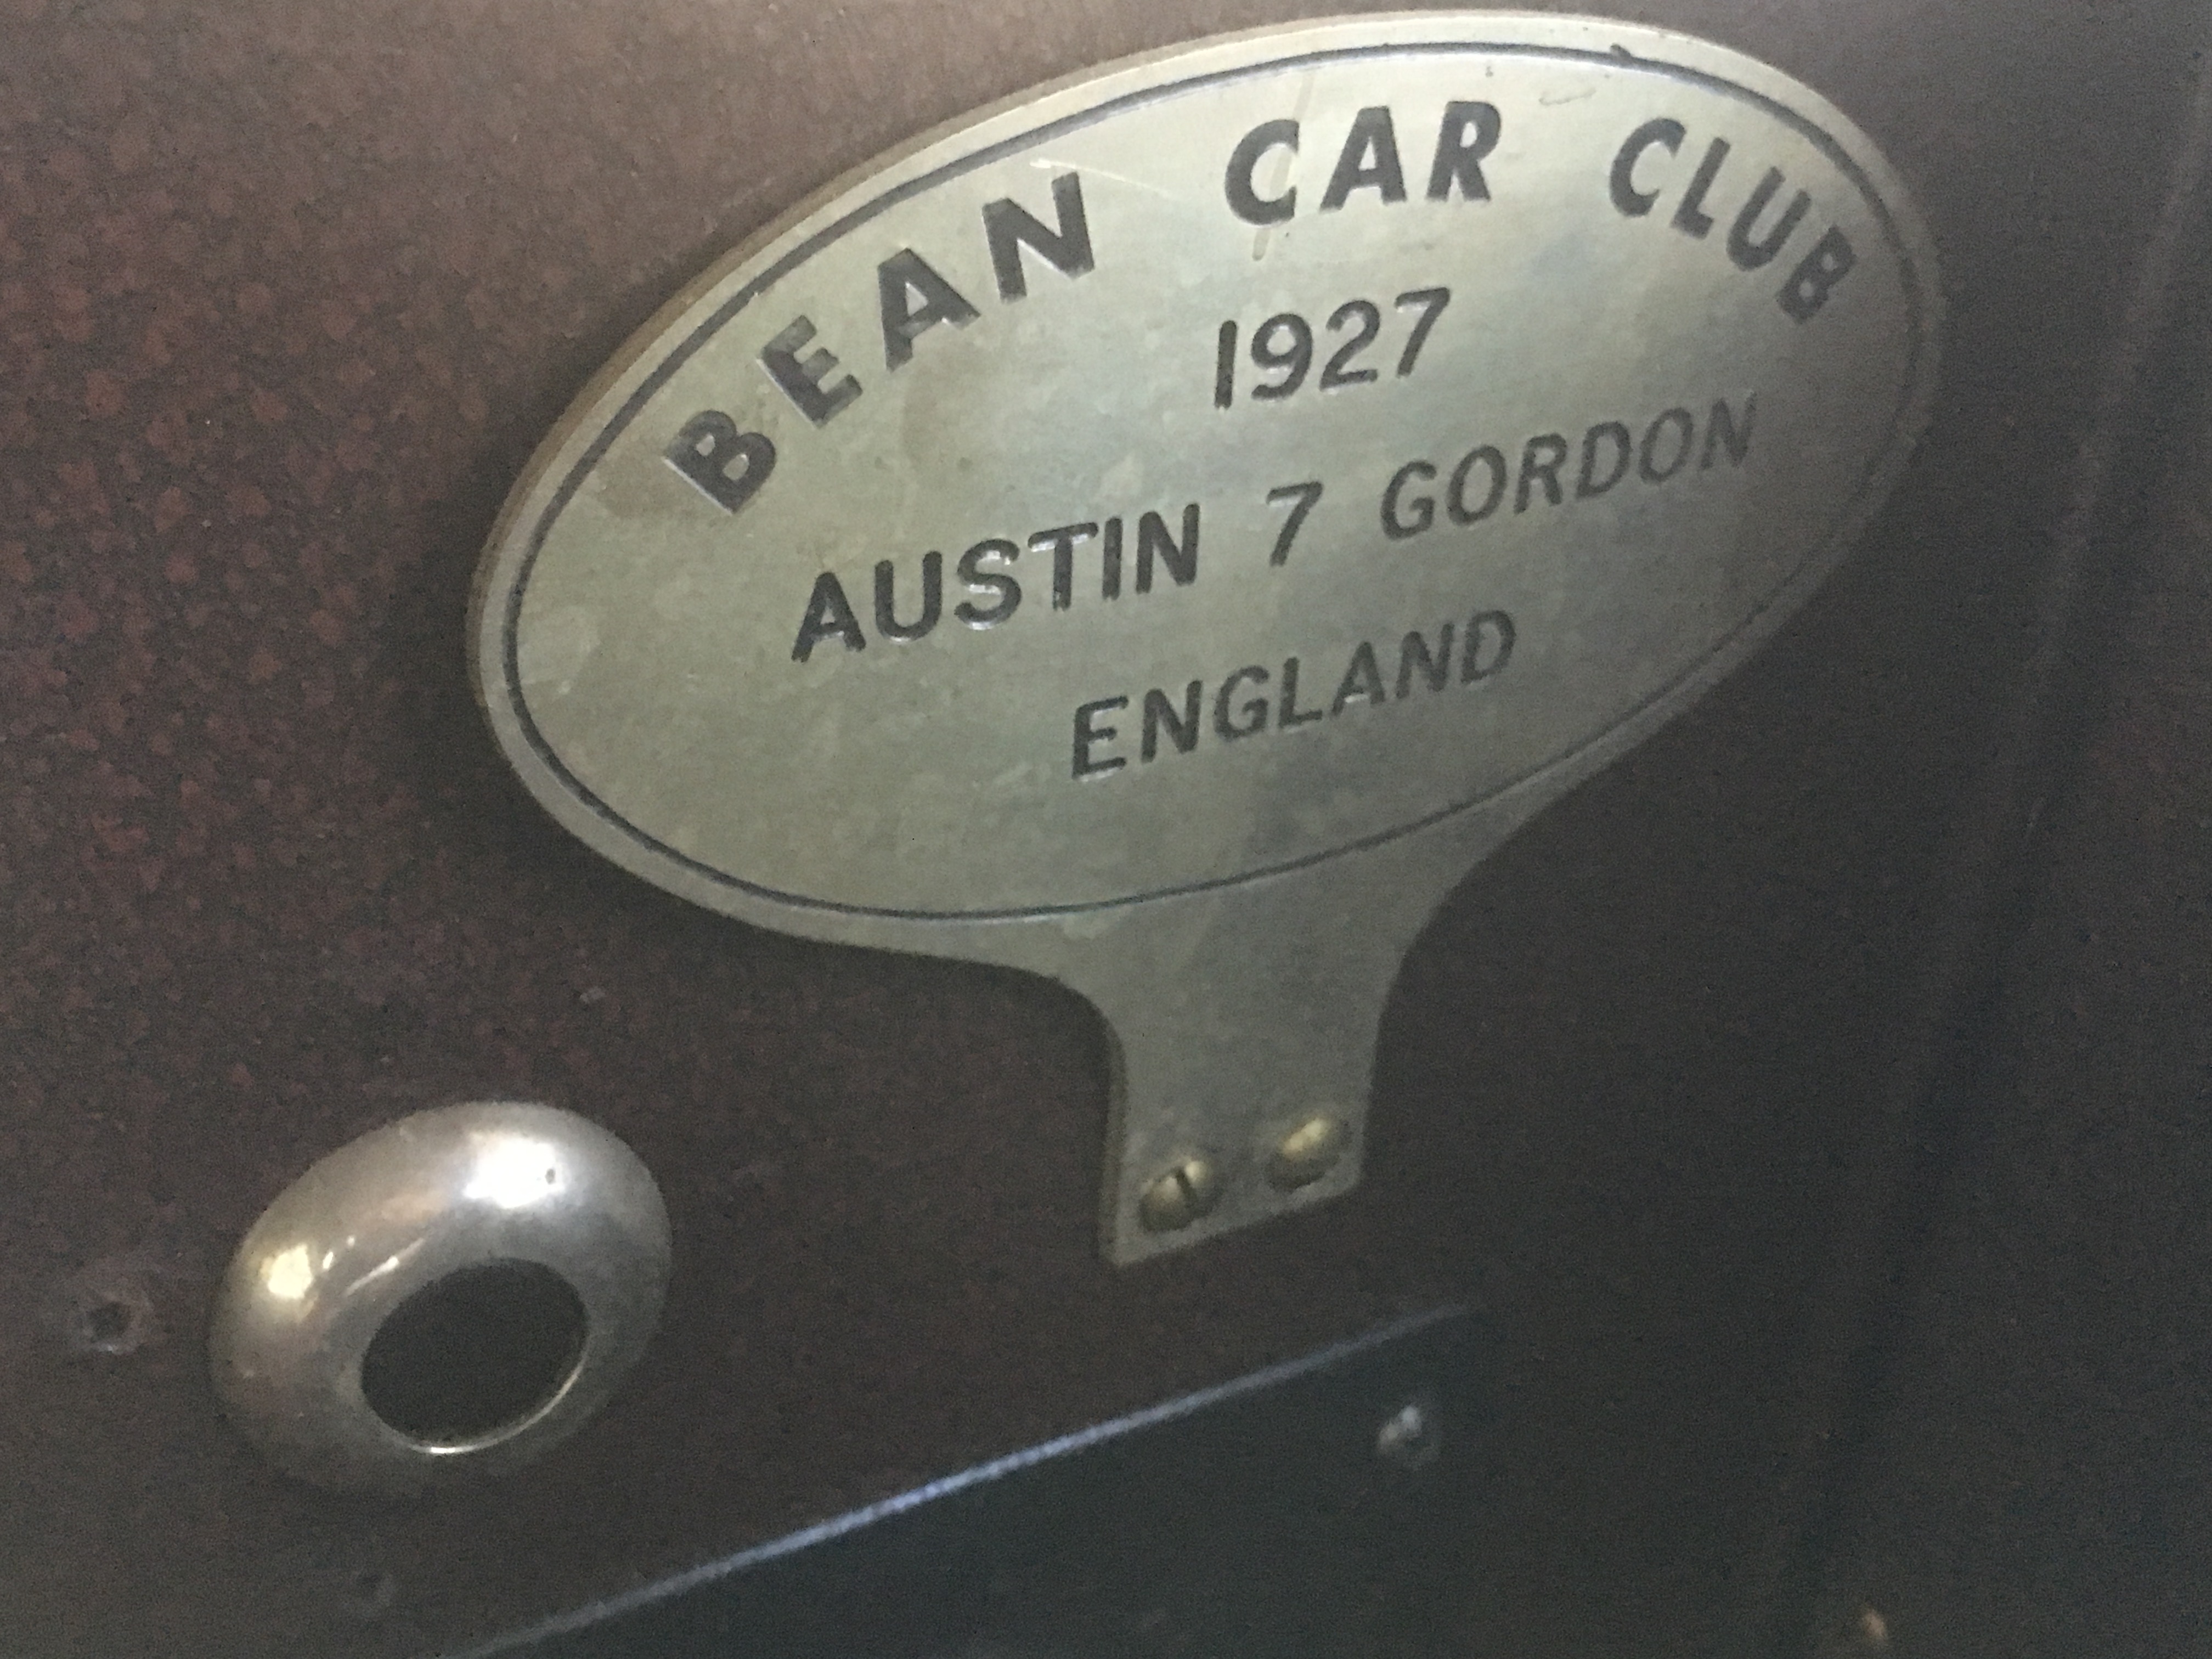 BEAN CAR CLUB
1927
AUSTIN 7 GORDON
ENGLAND